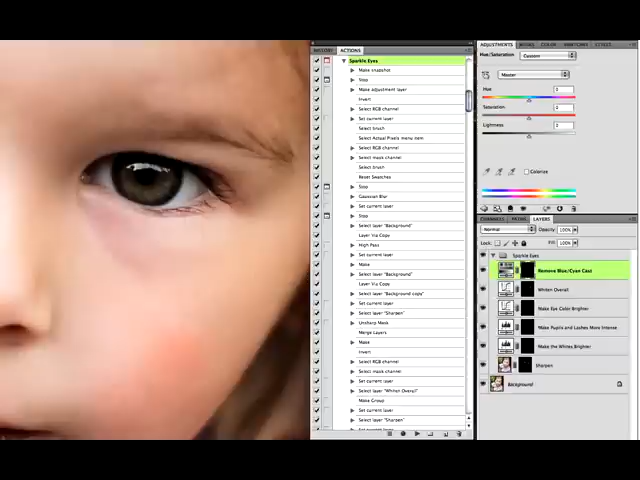 HISTORY
ACTIONS
Sparkle Eyes
Make snapshot
Stop
Make adjustment layer
Invert
Select RGB channel
Set current layer
Select brush
Select Actual Pixels menu item
Select RGB channel
Select mask channel
Select brush
Reset Swatches
Stop
Gaussian Blur
Set current layer
Stop
Select layer "Background"
Layer Via Copy
High Pass
Set current layer
Make
Select layer "Background"
Layer Via Copy
Select layer "Background copy"
Set current layer
Select layer "Sharpen"
Unsharp Mask
Merge Layers
Make
Invert
Select RGB channel
Select mask channel
Set current layer
Select layer "Whiten Overall"
Make Group
Set current layer
Select layer "Sharpen"
ADJUSTMENTS
COLOR
Hue/Saturation
Custom
Master
Hue: 0
Saturation: 0
Lightness: 0
Colorize
CHANNELS PATHS LAYERS
Normal Opacity: 100%
Lock: Fill: 100%
Sparkle Eyes
Remove Blue/Cyan Cast
Whiten Overall
Make Eye Color Brighter
Make Pupils and Lashes More Intense
Make the Whites Brighter
Sharpen
Background